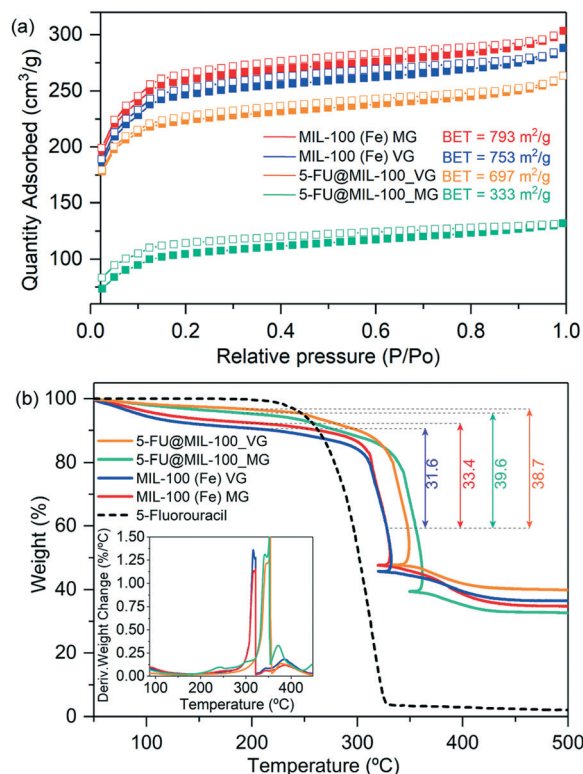 (a)
300
250
200
150
100
Quantity Adsorbed (cm³/g)
MIL-100 (Fe) MG BET = 793 m²/g
MIL-100 (Fe) VG BET = 753 m²/g
5-FU@MIL-100_VG BET = 697 m²/g
5-FU@MIL-100_MG BET = 333 m²/g
0.0 0.2 0.4 0.6 0.8 1.0
Relative pressure (P/Po)
(b)
100
80
60
40
20
0
Weight (%)
5-FU@MIL-100_VG
5-FU@MIL-100_MG
MIL-100 (Fe) VG
MIL-100 (Fe) MG
5-Fluorouracil
31.6
33.4
39.6
38.7
1.50
1.25
1.00
0.75
0.50
0.25
0.00
Deriv.Weight Change (%/ºC)
100 200 300 400
Temperature (ºC)
100 200 300 400 500
Temperature (ºC)